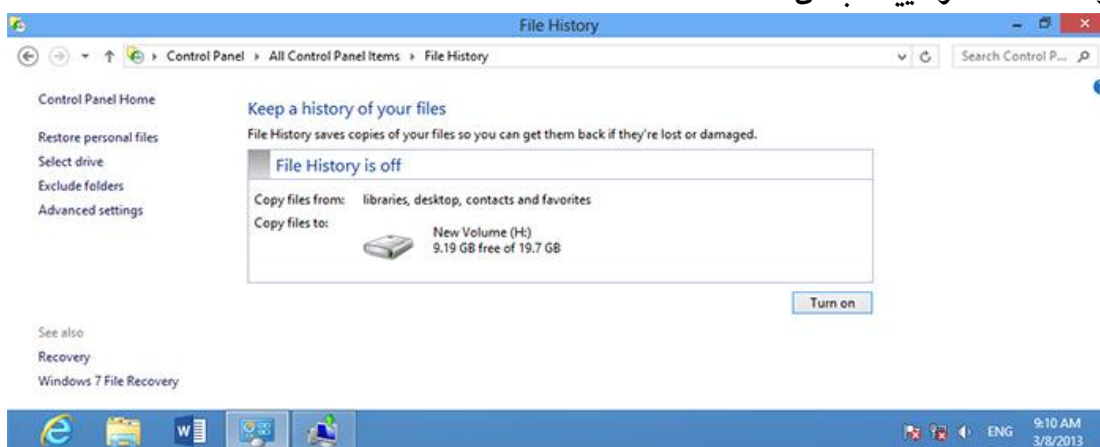 File History
Control Panel ▸ All Control Panel Items ▸ File History
Search Control P...
Control Panel Home
Restore personal files
Select drive
Exclude folders
Advanced settings
Keep a history of your files
File History saves copies of your files so you can get them back if they're lost or damaged.
File History is off
Copy files from: libraries, desktop, contacts and favorites
Copy files to:
New Volume (H:)
9.19 GB free of 19.7 GB
Turn on
See also
Recovery
Windows 7 File Recovery
ENG
9:10 AM
3/8/2013